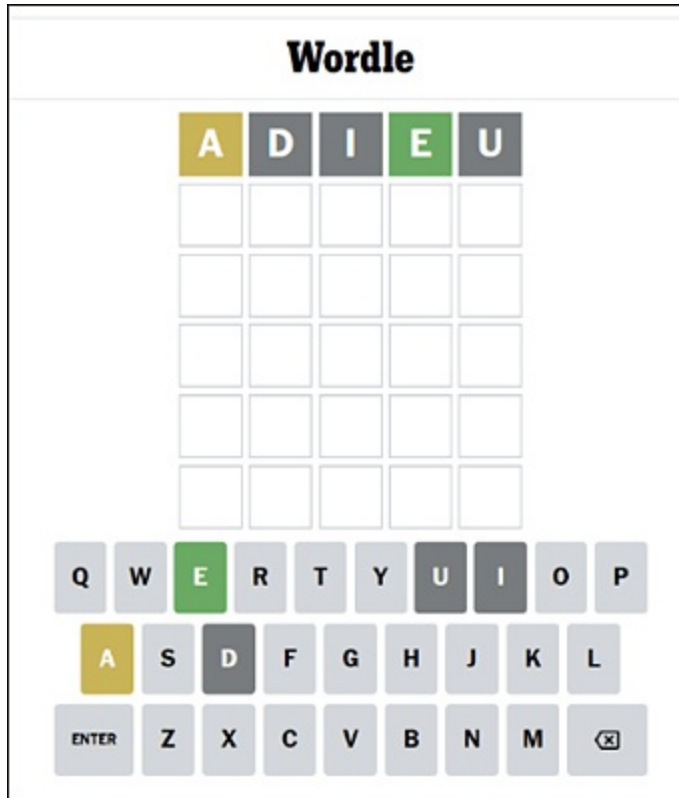 Wordle
A D I E U
Q W E R T Y U I O P
A S D F G H J K L
ENTER Z X C V B N M